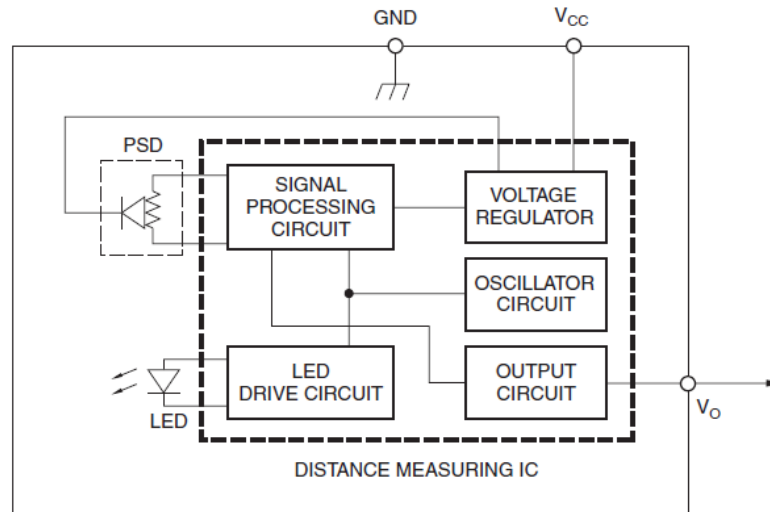 GND
VCC
PSD
SIGNAL
PROCESSING
CIRCUIT
VOLTAGE
REGULATOR
OSCILLATOR
CIRCUIT
LED
DRIVE CIRCUIT
OUTPUT
CIRCUIT
LED
VO
DISTANCE MEASURING IC